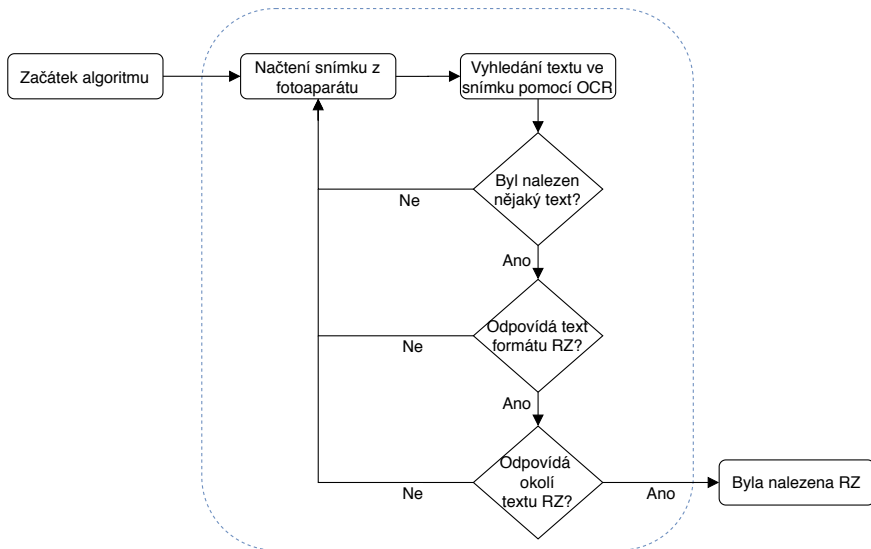 Začátek algoritmu
Načtení snímku z
fotoaparátu
Vyhledání textu ve
snímku pomocí OCR
Byl nalezen
nějaký text?
Ne
Ano
Odpovídá text
formátu RZ?
Ne
Ano
Odpovídá
okolí
textu RZ?
Ne
Ano
Byla nalezena RZ